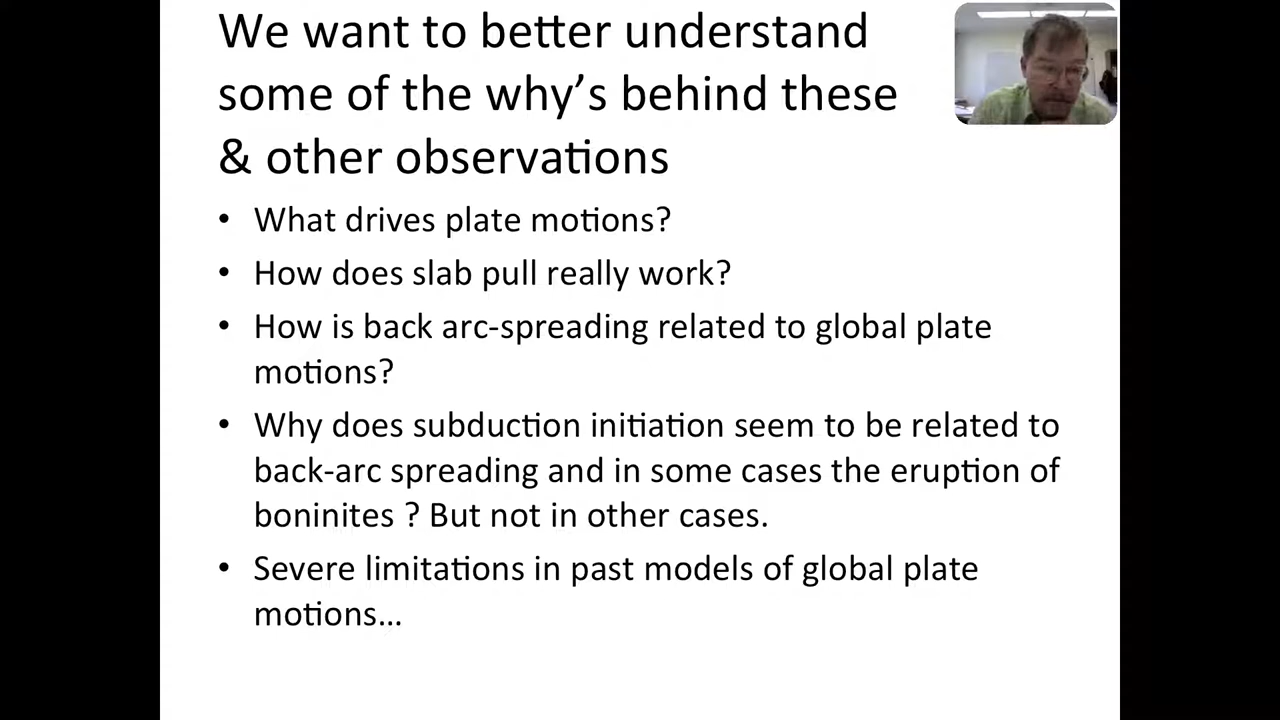 We want to better understand
some of the why’s behind these
& other observations
• What drives plate motions?
• How does slab pull really work?
• How is back arc-spreading related to global plate
motions?
• Why does subduction initiation seem to be related to
back-arc spreading and in some cases the eruption of
boninites ? But not in other cases.
• Severe limitations in past models of global plate
motions…